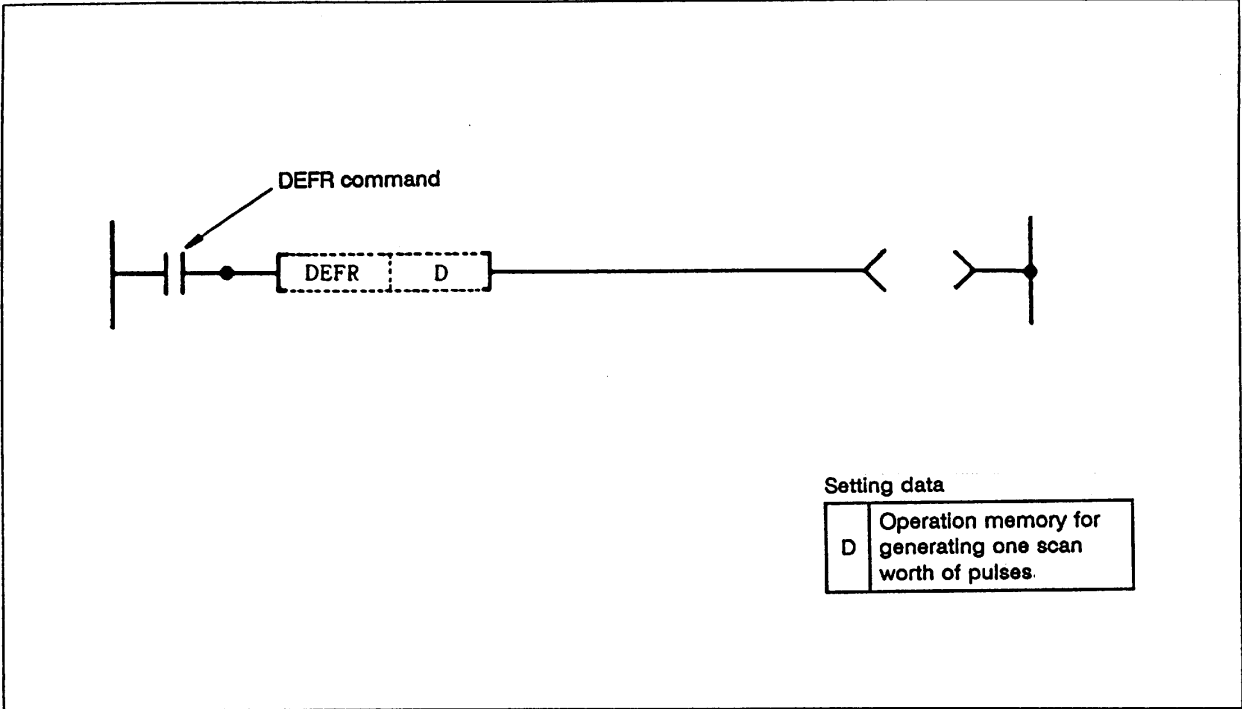 DEFR command
DEFR D
Setting data
D
Operation memory for
generating one scan
worth of pulses.